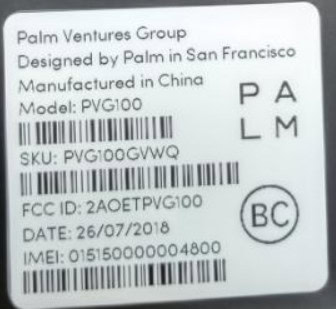 Palm Ventures Group
Designed by Palm in San Francisco
Manufactured in China
Model: PVG100
P A
L M
SKU: PVG100GVWQ
FCC ID: 2AOETPVG100
BC
DATE: 26/07/2018
IMEI: 015150000004800